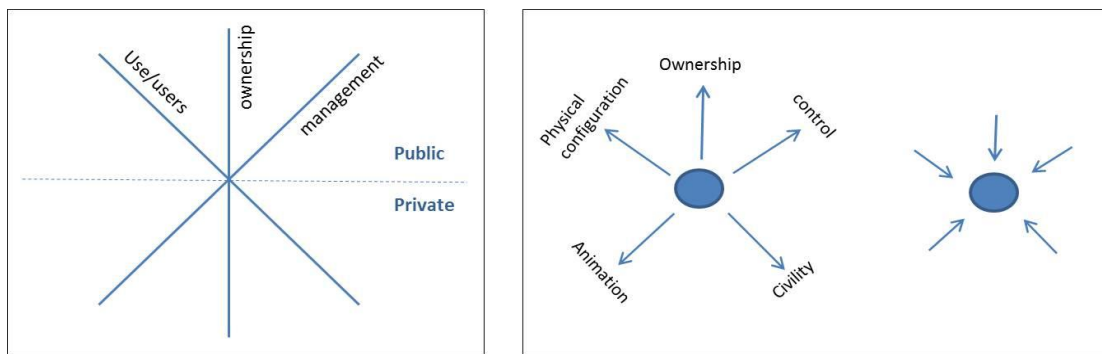 Use/users
ownership
management
Public
Private
Ownership
Physical
configuration
control
Animation
Civility